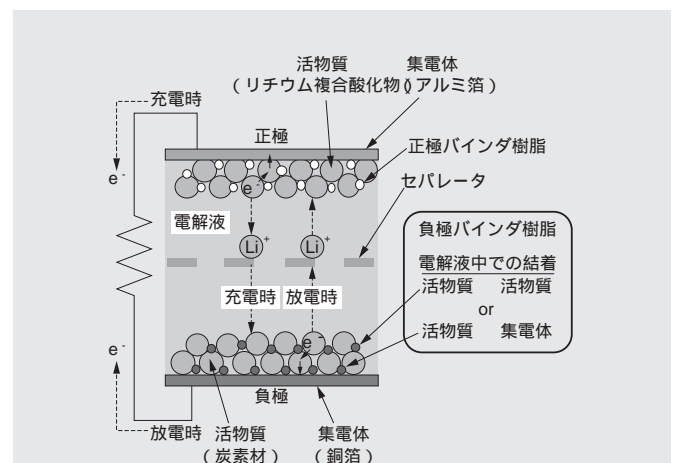 活物質
(リチウム複合酸化物)
集電体
(アルミ箔)
充電時
正極
正極バインダ樹脂
e-
e-
セパレータ
電解液
Li+
Li+
負極バインダ樹脂
電解液中での結着
活物質 活物質
or
活物質 集電体
充電時
放電時
e-
e-
負極
放電時
活物質
(炭素材)
集電体
(銅箔)